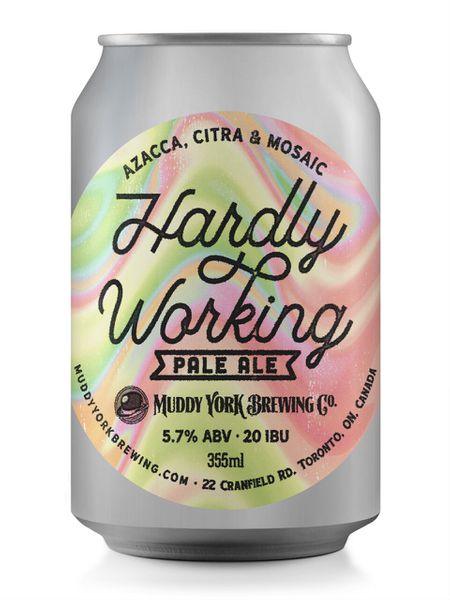 AZACCA, CITRA & MOSAIC
Hardly
Working
PALE ALE
MUDDY YORK BREWING CO.
5.7% ABV · 20 IBU
355ml
MUDDYYORKBREWING.COM · 22 CRANFIELD RD. TORONTO, ON, CANADA